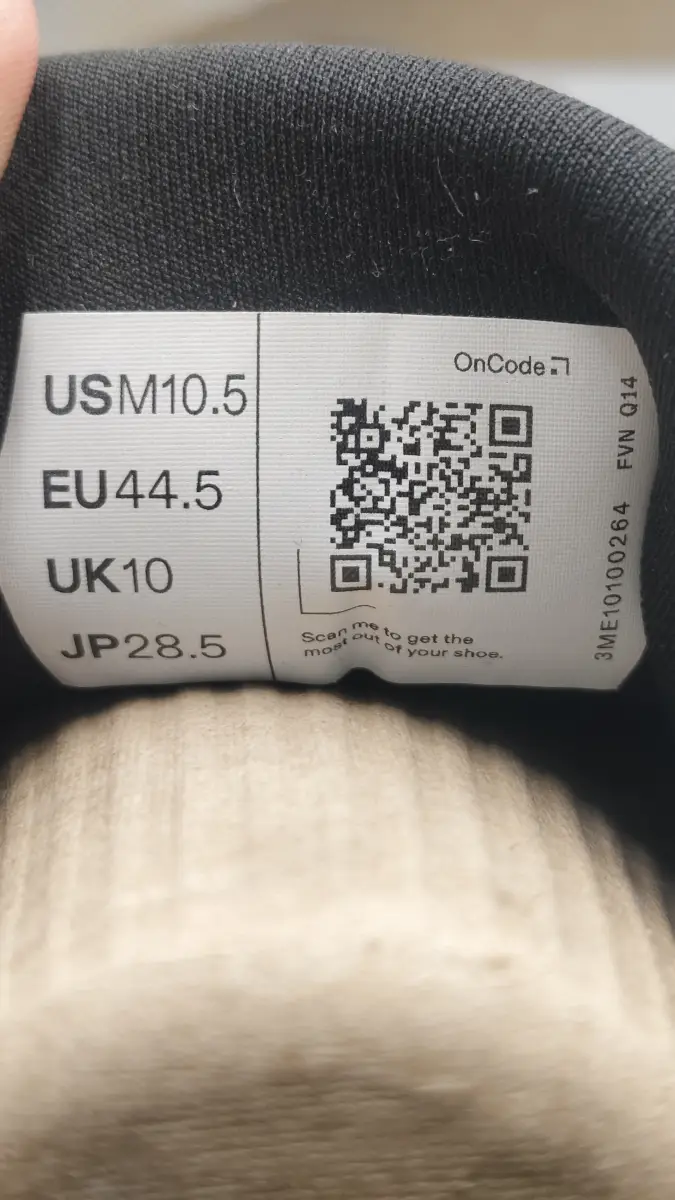 USM10.5
EU44.5
UK10
JP28.5
OnCode
Scan me to get the
most out of your shoe.
3ME10100264 FVN Q14